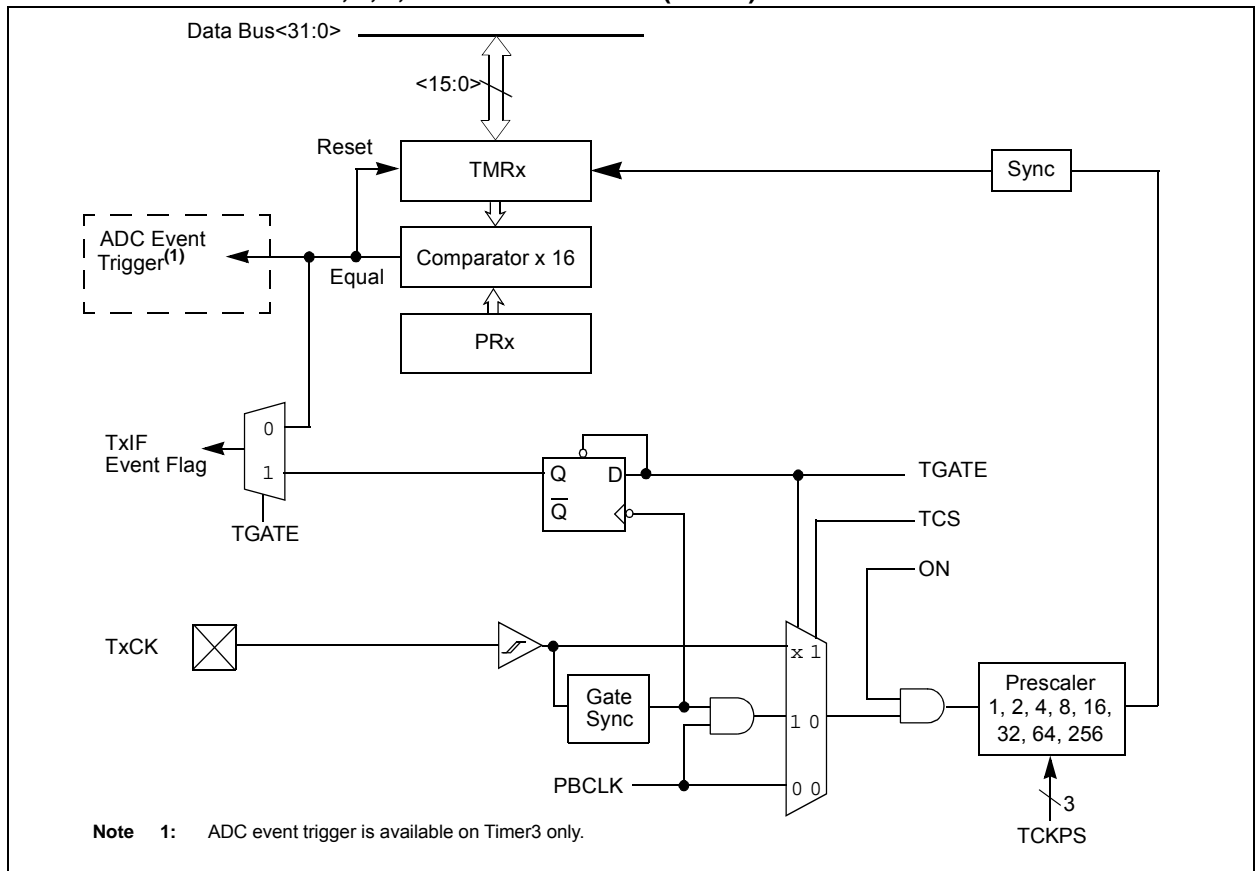 Data Bus<31:0>
<15:0>
Reset
TMRx
Sync
ADC Event
Trigger(1)
Equal
Comparator x 16
PRx
0
1
TxIF
Event Flag
TGATE
Q
D
Q
TGATE
TCS
ON
TxCK
x 1
Gate
Sync
1 0
Prescaler
1, 2, 4, 8, 16,
32, 64, 256
PBCLK
0 0
3
TCKPS
Note 1: ADC event trigger is available on Timer3 only.